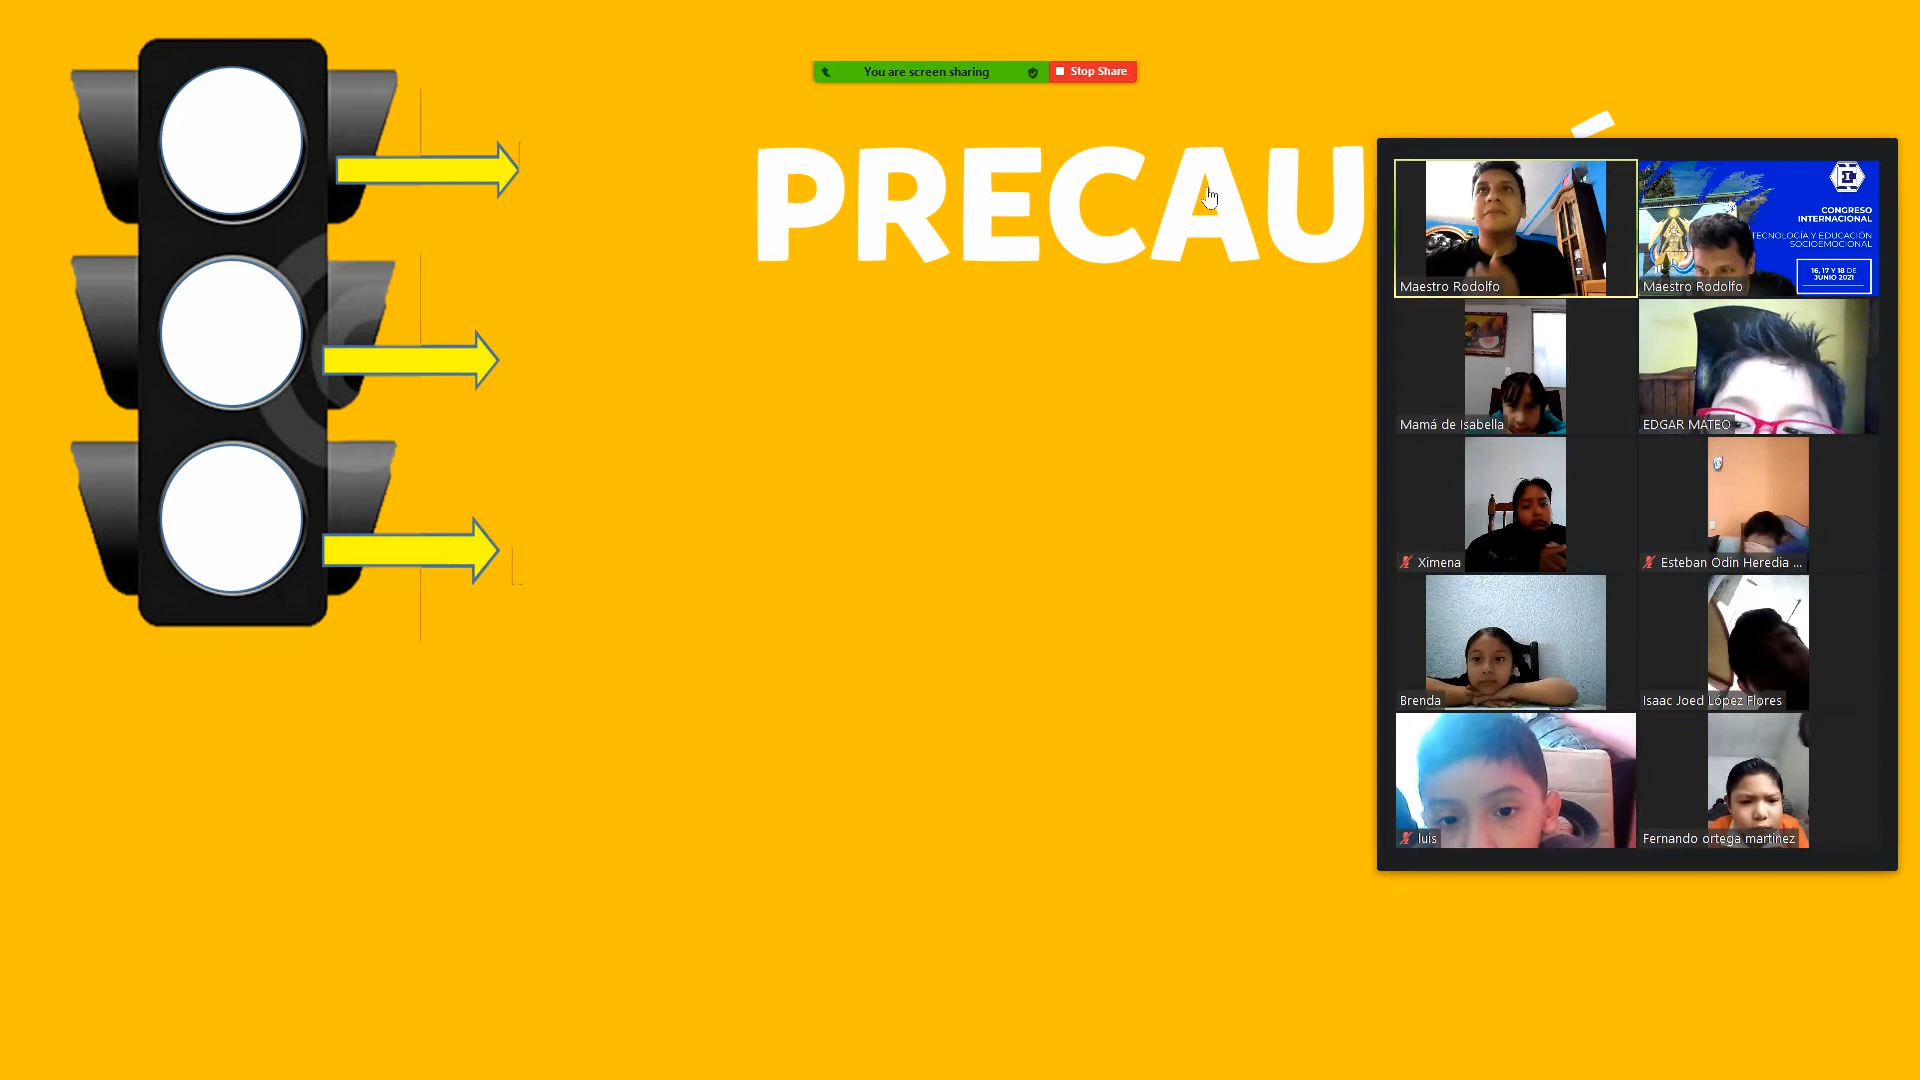 You are screen sharing
Stop Share
PRECAU
Maestro Rodolfo
CONGRESO
INTERNACIONAL
TECNOLOGÍA Y EDUCACIÓN
SOCIOEMOCIONAL
16, 17 Y 18 DE
JUNIO 2021
Maestro Rodolfo
Mamá de Isabella
EDGAR MATEO
Ximena
Esteban Odin Heredia ...
Brenda
Isaac Joed López Flores
luis
Fernando ortega martinez